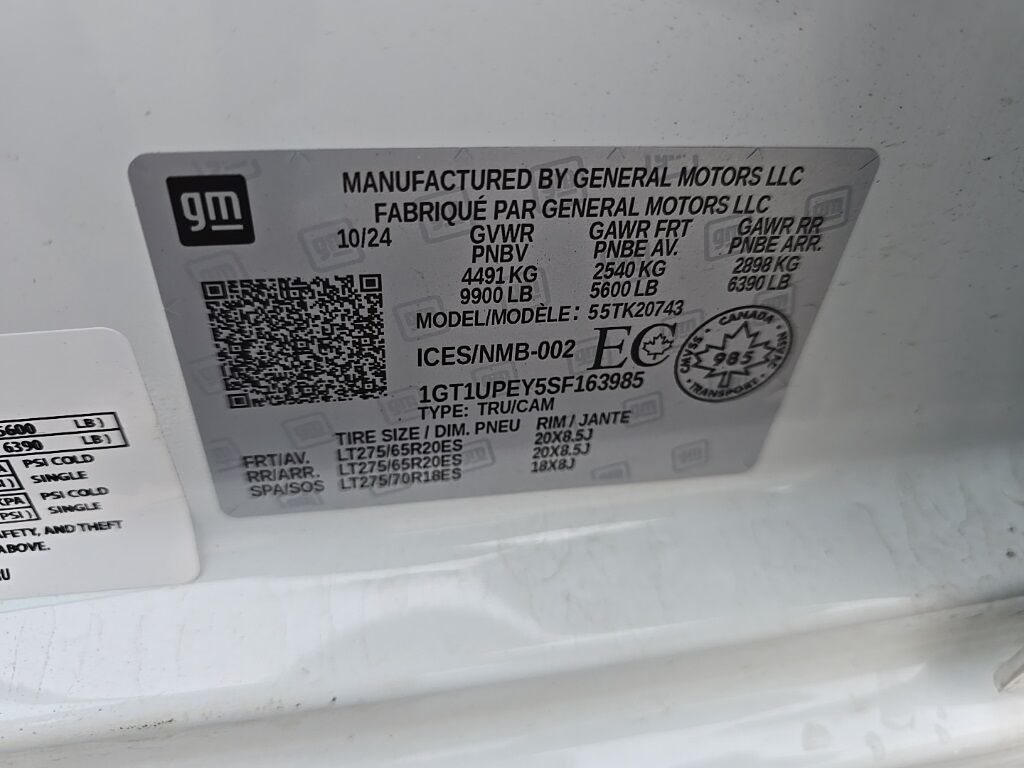 gm
MANUFACTURED BY GENERAL MOTORS LLC
FABRIQUÉ PAR GENERAL MOTORS LLC
10/24 GVWR GAWR FRT GAWR RR
PNBV PNBE AV. PNBE ARR.
4491 KG 2540 KG 2898 KG
9900 LB 5600 LB 6390 LB
MODEL/MODÈLE: 55TK20743
ICES/NMB-002 EC
CANADA
985
TRANSPORT
1GT1UPEY5SF163985
TYPE: TRU/CAM
TIRE SIZE / DIM. PNEU RIM / JANTE
FRT/AV. LT275/65R20ES 20X8.5J
RR/ARR. LT275/65R20ES 20X8.5J
SPA/SOS LT275/70R18ES 18X8J
5600 LB)
6390 LB)
PSI COLD
SINGLE
KPA PSI COLD
PSI) SINGLE
AFETY, AND THEFT
ABOVE.